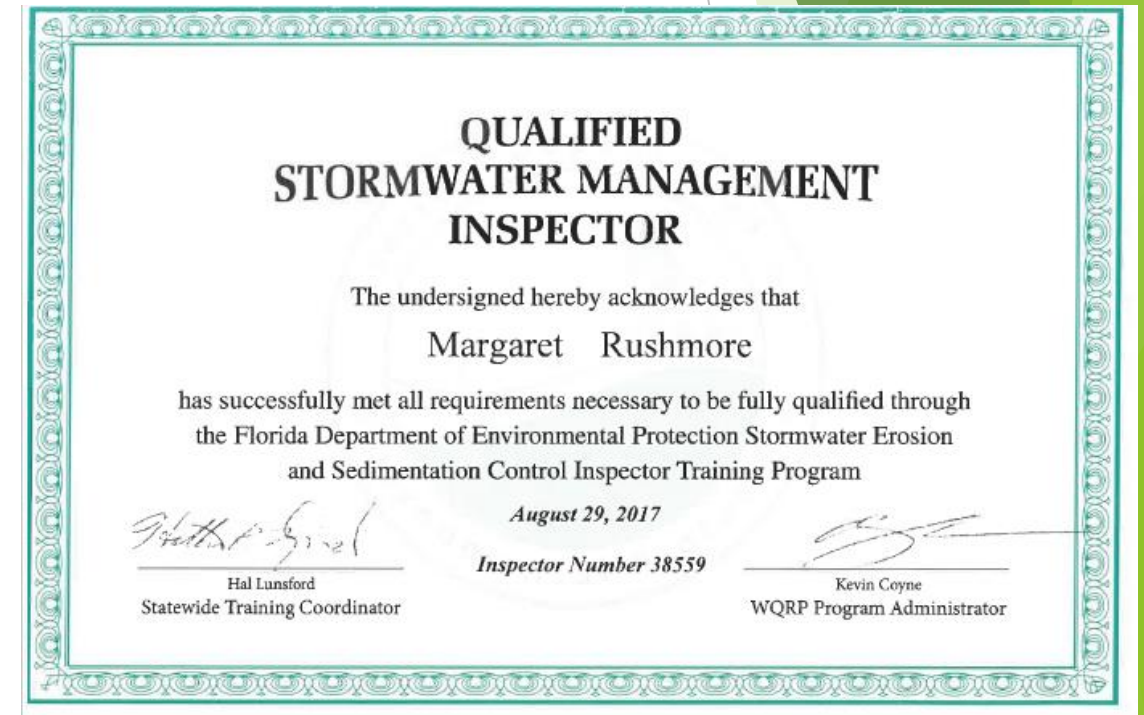 QUALIFIED
STORMWATER MANAGEMENT
INSPECTOR
The undersigned hereby acknowledges that
Margaret Rushmore
has successfully met all requirements necessary to be fully qualified through
the Florida Department of Environmental Protection Stormwater Erosion
and Sedimentation Control Inspector Training Program
August 29, 2017
Inspector Number 38559
Hal Lunsford
Statewide Training Coordinator
Kevin Coyne
WQRP Program Administrator